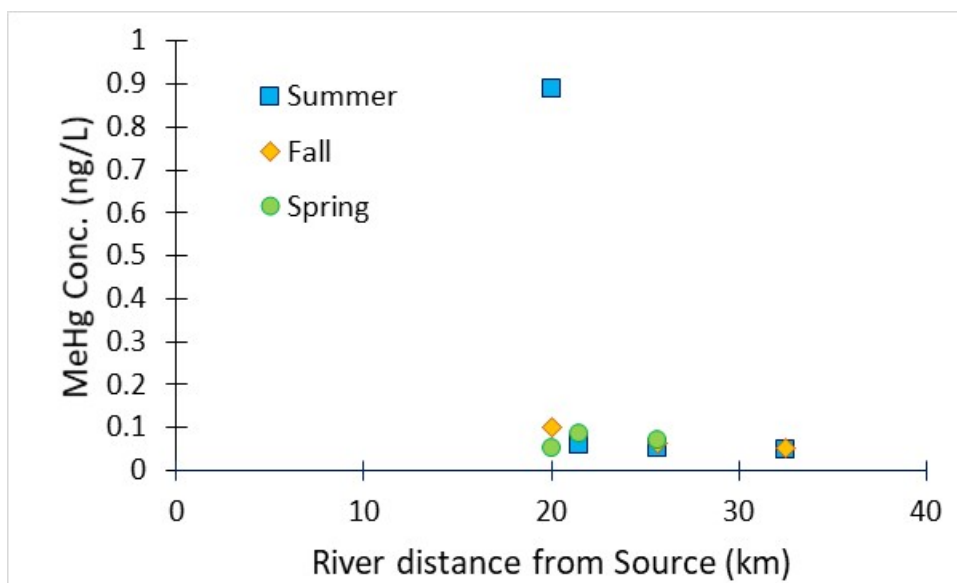 1
0.9
0.8
0.7
0.6
0.5
0.4
0.3
0.2
0.1
0
MeHg Conc. (ng/L)
Summer
Fall
Spring
0 10 20 30 40
River distance from Source (km)